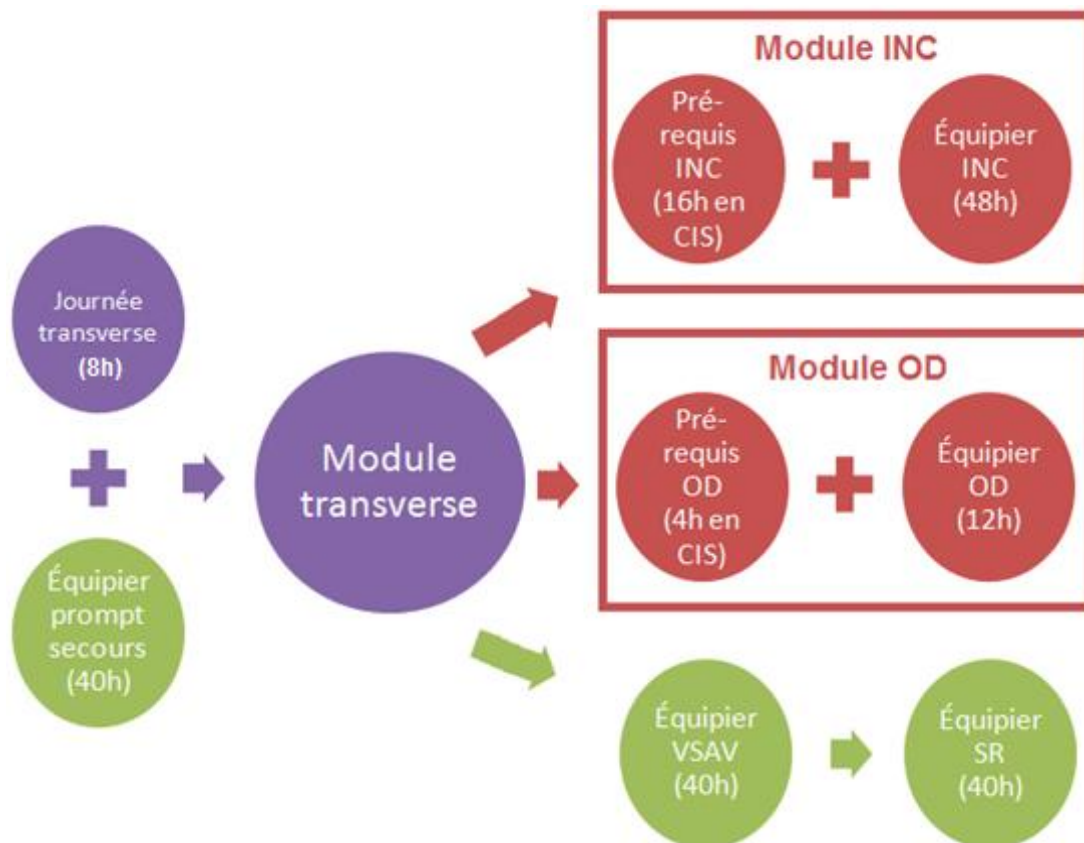 Module INC
Pré-
requis
INC
(16h en
CIS)
Équipier
INC
(48h)
Journée
transverse
(8h)
Équipier
prompt
secours
(40h)
Module
transverse
Module OD
Pré-
requis
OD
(4h en
CIS)
Équipier
OD
(12h)
Équipier
VSAV
(40h)
Équipier
SR
(40h)